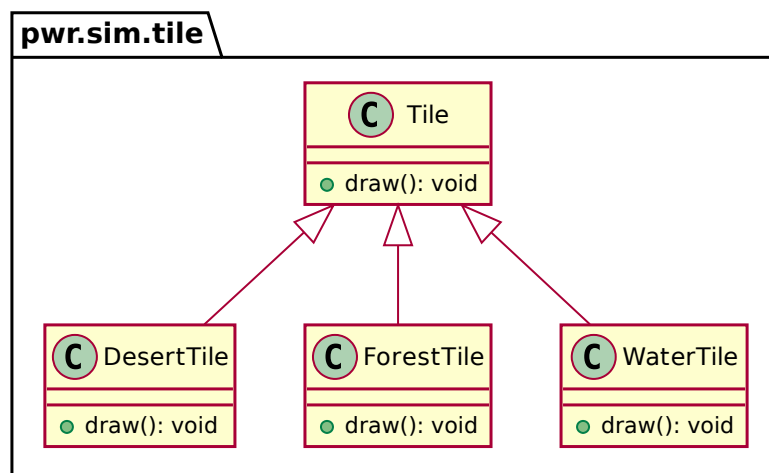 pwr.sim.tile
C Tile
draw(): void
C DesertTile
C ForestTile
C WaterTile
draw(): void
draw(): void
draw(): void